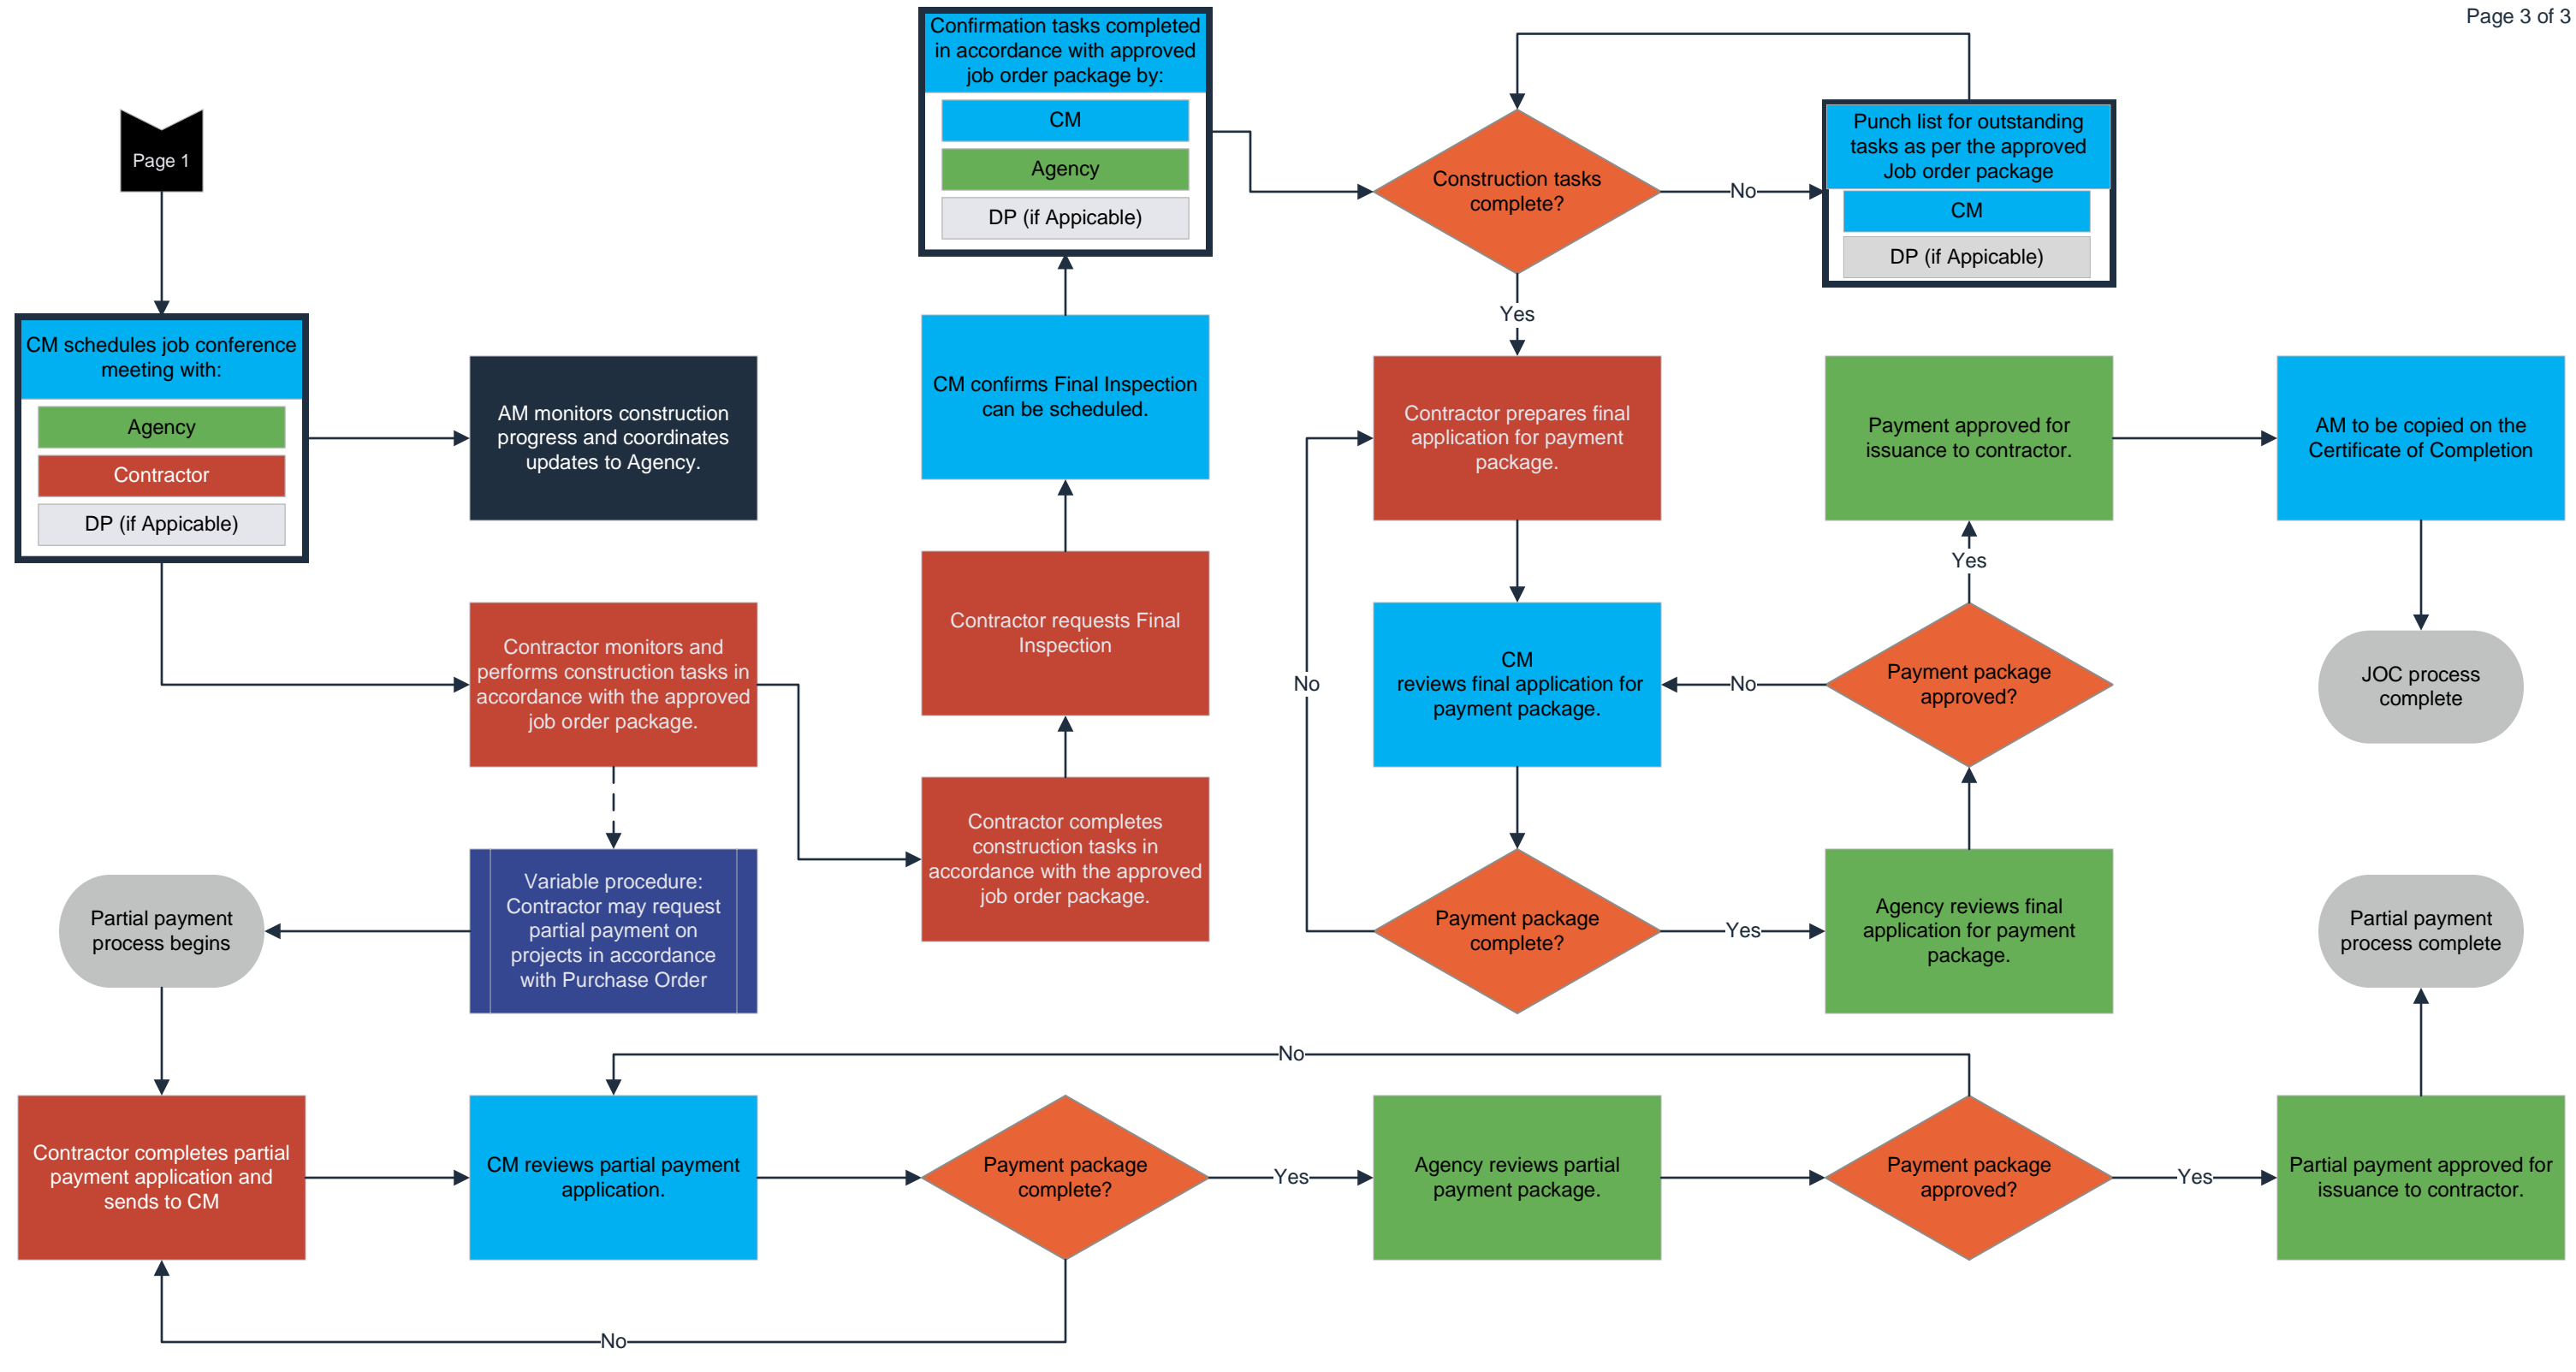 Page 3 of 3
Page 1
CM schedules job conference
meeting with:
Agency
Contractor
DP (if Appicable)
AM monitors construction
progress and coordinates
updates to Agency.
Contractor monitors and
performs construction tasks in
accordance with the approved
job order package.
Variable procedure:
Contractor may request
partial payment on
projects in accordance
with Purchase Order
Contractor completes
construction tasks in
accordance with the approved
job order package.
Contractor requests Final
Inspection
CM confirms Final Inspection
can be scheduled.
Confirmation tasks completed
in accordance with approved
job order package by:
CM
Agency
DP (if Appicable)
Construction tasks
complete?
No
Punch list for outstanding
tasks as per the approved
Job order package
CM
DP (if Appicable)
Yes
Contractor prepares final
application for payment
package.
CM
reviews final application for
payment package.
Payment package
complete?
No
Yes
Agency reviews final
application for payment
package.
Payment package
approved?
No
Yes
Payment approved for
issuance to contractor.
AM to be copied on the
Certificate of Completion
JOC process
complete
Partial payment
process begins
Contractor completes partial
payment application and
sends to CM
CM reviews partial payment
application.
Payment package
complete?
No
Yes
Agency reviews partial
payment package.
Payment package
approved?
No
Yes
Partial payment approved for
issuance to contractor.
Partial payment
process complete